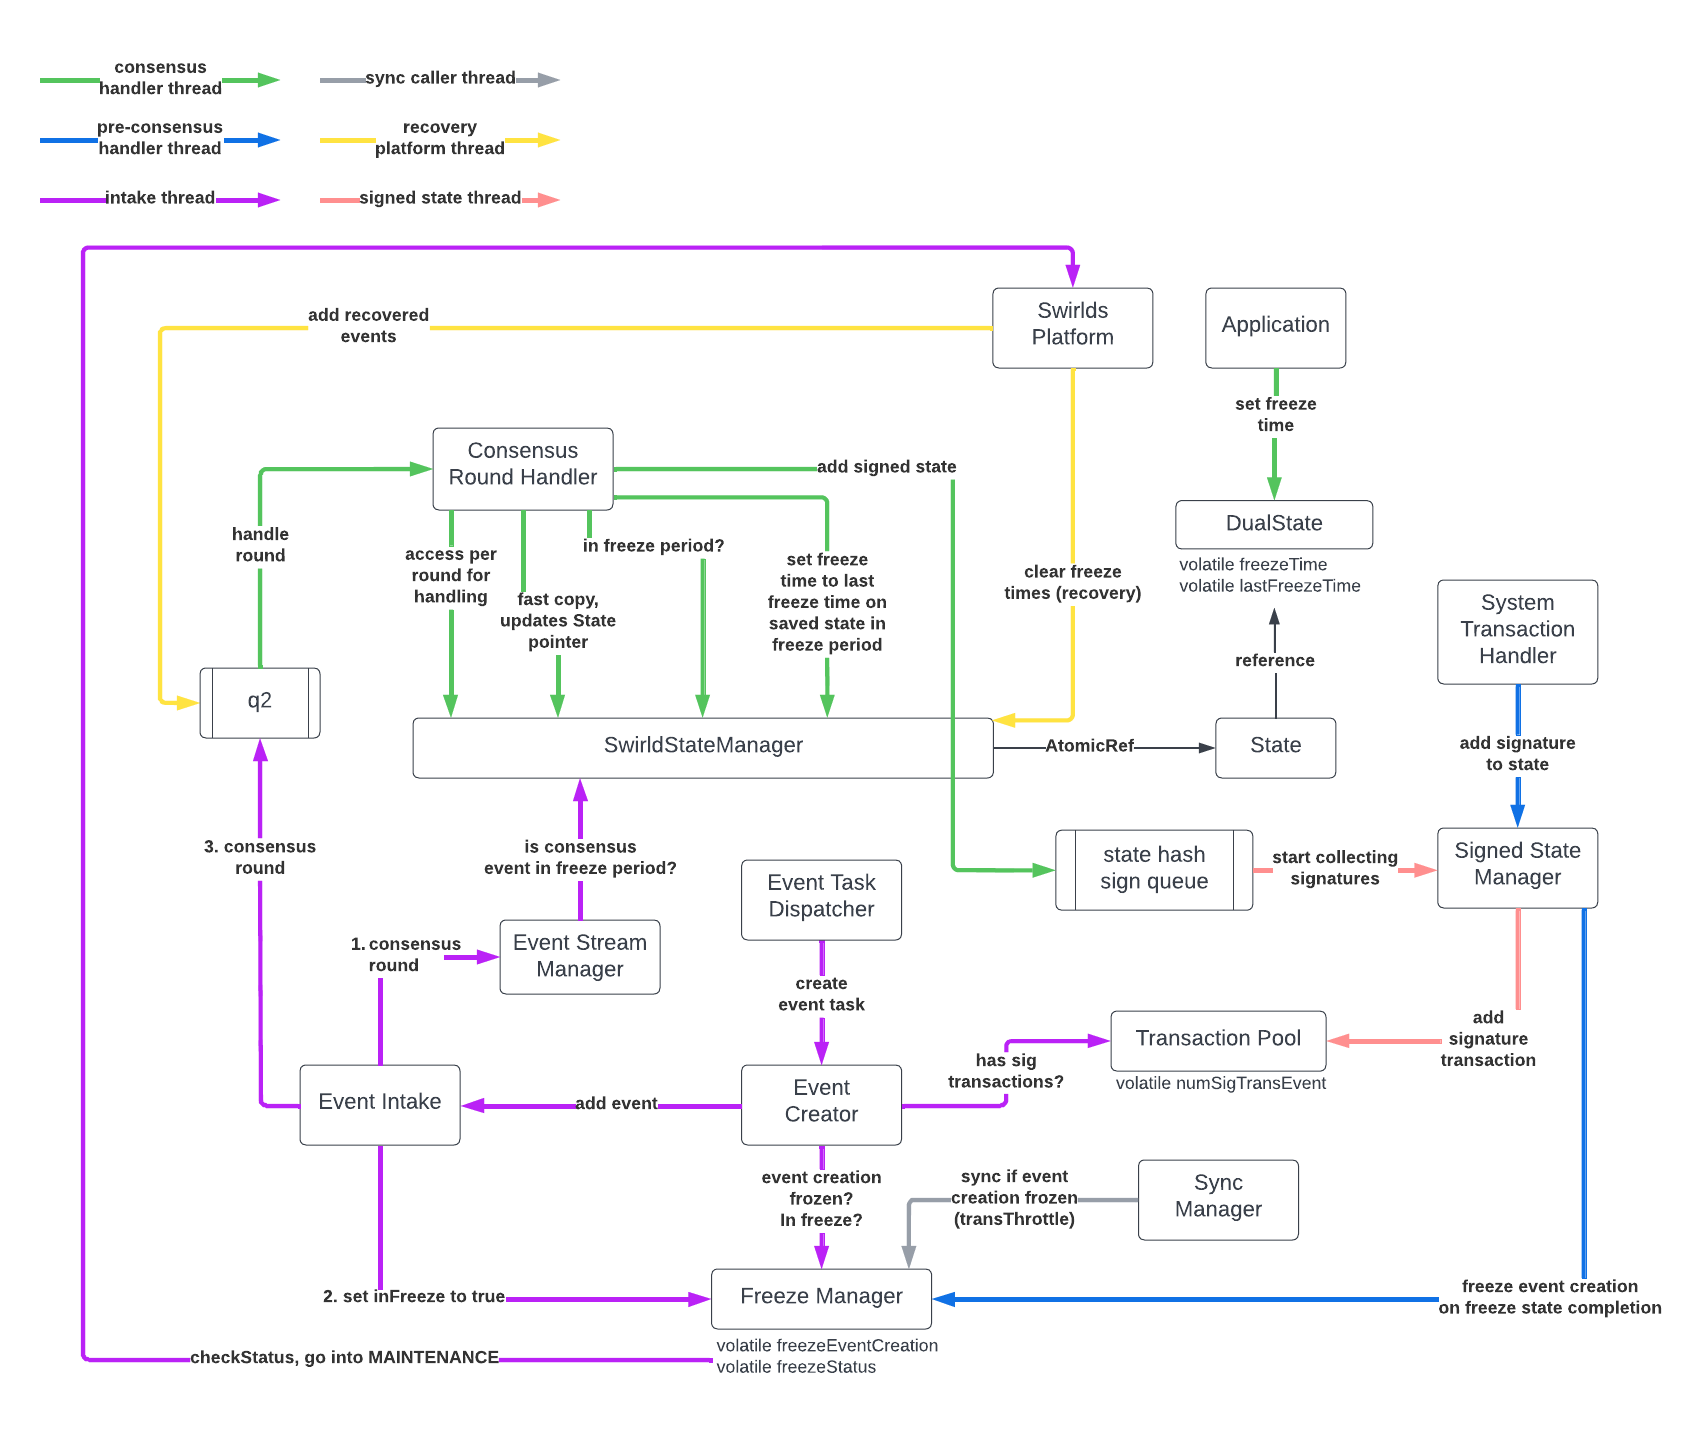 consensus
handler thread
sync caller thread
pre-consensus
handler thread
recovery
platform thread
intake thread
signed state thread
Swirlds
Platform
Application
add recovered
events
set freeze
time
Consensus
Round Handler
add signed state
DualState
volatile freezeTime
volatile lastFreezeTime
handle
round
access per
round for
handling
in freeze period?
fast copy,
updates State
pointer
set freeze
time to last
freeze time on
saved state in
freeze period
clear freeze
times (recovery)
System
Transaction
Handler
reference
q2
SwirldStateManager
AtomicRef
State
add signature
to state
3. consensus
round
is consensus
event in freeze period?
Event Task
Dispatcher
state hash
sign queue
start collecting
signatures
Signed State
Manager
1. consensus
round
Event Stream
Manager
create
event task
Transaction Pool
volatile numSigTransEvent
add
signature
transaction
has sig
transactions?
Event Intake
add event
Event
Creator
event creation
frozen?
In freeze?
sync if event
creation frozen
(transThrottle)
Sync
Manager
2. set inFreeze to true
Freeze Manager
freeze event creation
on freeze state completion
volatile freezeEventCreation
volatile freezeStatus
checkStatus, go into MAINTENANCE